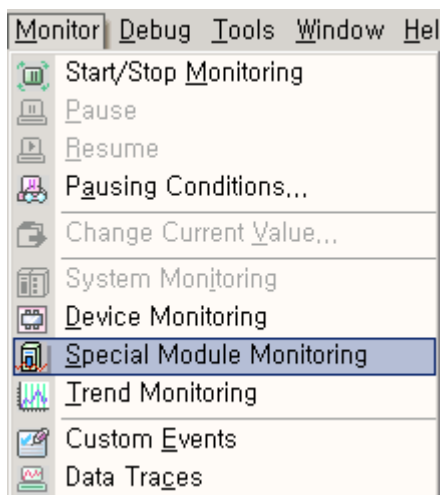 Monitor Debug Tools Window Hel
Start/Stop Monitoring
Pause
Resume
Pausing Conditions...
Change Current Value...
System Monitoring
Device Monitoring
Special Module Monitoring
Trend Monitoring
Custom Events
Data Traces